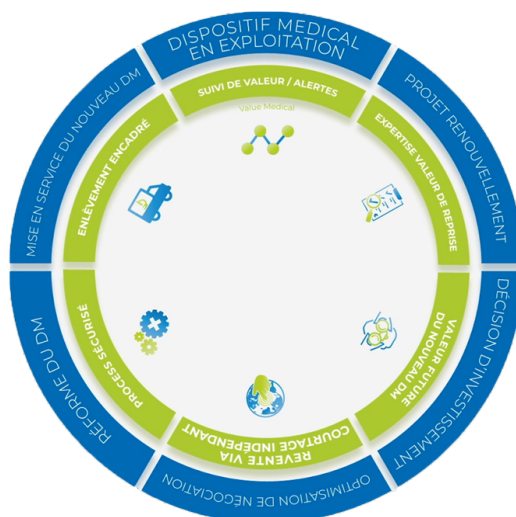 DISPOSITIF MEDICAL
EN EXPLOITATION
PROJET RENOUVELLEMENT
DÉCISION D'INVESTISSEMENT
OPTIMISATION DE NÉGOCIATION
RÉFORME DU DM
MISE EN SERVICE DU NOUVEAU DM
SUIVI DE VALEUR / ALERTES
Value Medical
EXPERTISE VALEUR DE REPRISE
VALEUR FUTURE
DU NOUVEAU DM
REVENTE VIA
COURTAGE INDÉPENDANT
PROCESS SÉCURISÉ
ENLÈVEMENT ENCADRÉ